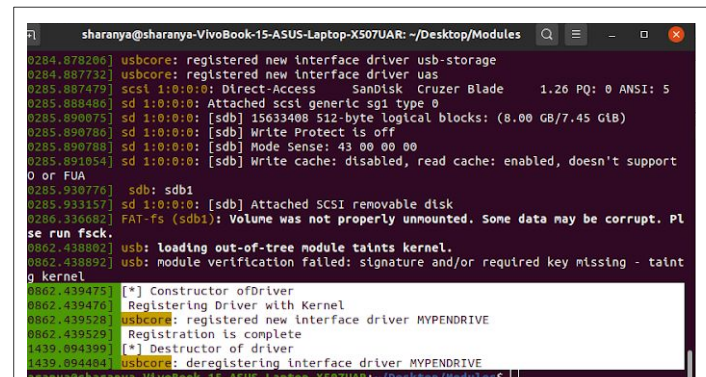 sharanya@sharanya-VivoBook-15-ASUS-Laptop-X507UAR: ~/Desktop/Modules
0284.878206] usbcore: registered new interface driver usb-storage
0284.887732] usbcore: registered new interface driver uas
0285.887479] scsi 1:0:0:0: Direct-Access     SanDisk  Cruzer Blade     1.26 PQ: 0 ANSI: 5
0285.888486] sd 1:0:0:0: Attached scsi generic sg1 type 0
0285.890075] sd 1:0:0:0: [sdb] 15633408 512-byte logical blocks: (8.00 GB/7.45 GiB)
0285.890786] sd 1:0:0:0: [sdb] Write Protect is off
0285.890788] sd 1:0:0:0: [sdb] Mode Sense: 43 00 00 00
0285.891054] sd 1:0:0:0: [sdb] Write cache: disabled, read cache: enabled, doesn't support
O or FUA
0285.930776]  sdb: sdb1
0285.933157] sd 1:0:0:0: [sdb] Attached SCSI removable disk
0286.336682] FAT-fs (sdb1): Volume was not properly unmounted. Some data may be corrupt. Pl
se run fsck.
0862.438802] usb: loading out-of-tree module taints kernel.
0862.438892] usb: module verification failed: signature and/or required key missing - taint
g kernel
0862.439475] [*] Constructor ofDriver
0862.439476]  Registering Driver with Kernel
0862.439528] usbcore: registered new interface driver MYPENDRIVE
0862.439529]  Registration is complete
1439.094399] [*] Destructor of driver
1439.094404] usbcore: deregistering interface driver MYPENDRIVE